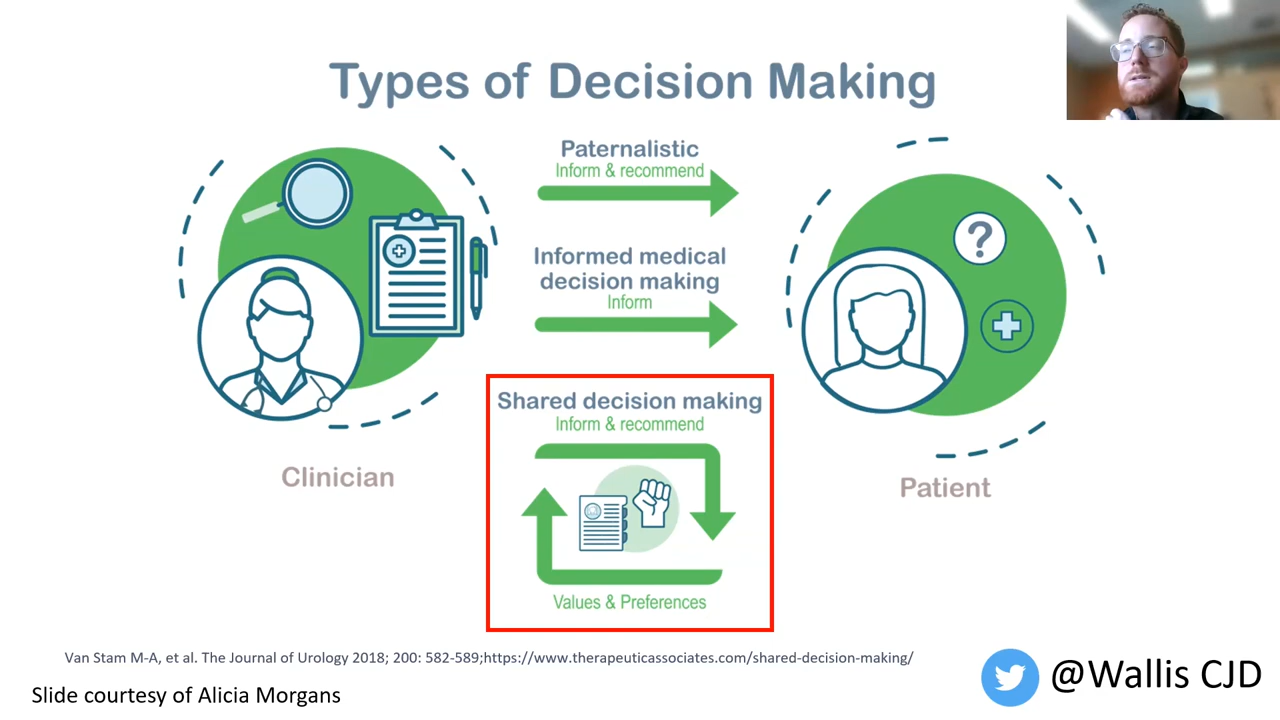 Types of Decision Making
Paternalistic
Inform & recommend
Informed medical
decision making
Inform
Shared decision making
Inform & recommend
Values & Preferences
Clinician
Patient
Van Stam M-A, et al. The Journal of Urology 2018; 200: 582-589;https://www.therapeuticassociates.com/shared-decision-making/
Slide courtesy of Alicia Morgans
@Wallis CJD